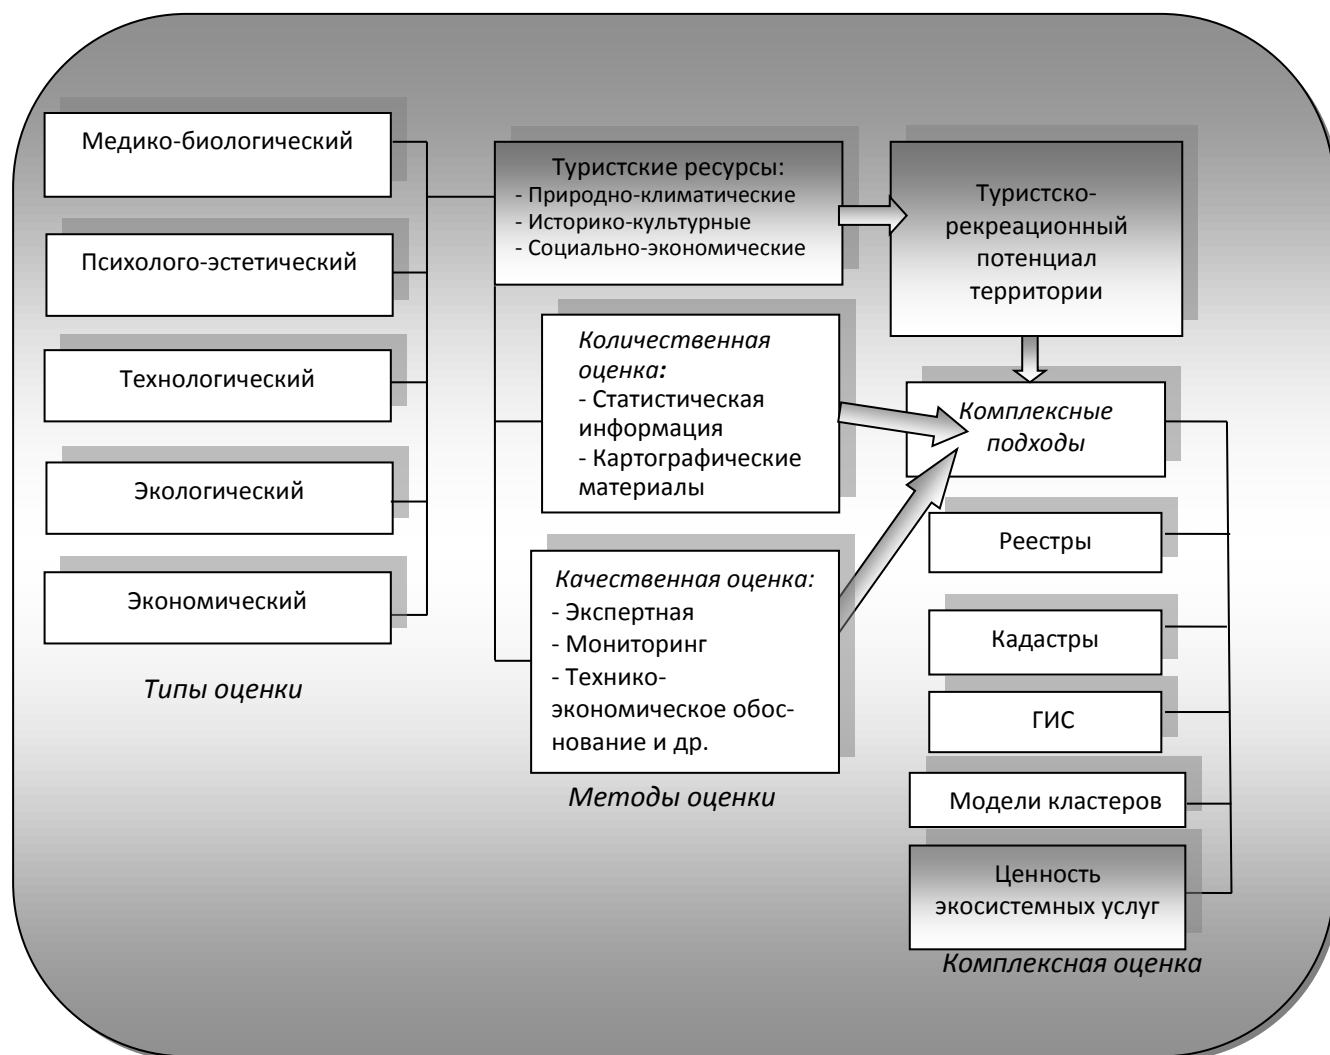 Медико-биологический
Психолого-эстетический
Технологический
Экологический
Экономический
Типы оценки
Туристские ресурсы:
- Природно-климатические
- Историко-культурные
- Социально-экономические
Количественная
оценка:
- Статистическая
информация
- Картографические
материалы
Качественная оценка:
- Экспертная
- Мониторинг
- Технико-
экономическое обос-
нование и др.
Методы оценки
Туристско-
рекреационный
потенциал
территории
Комплексные
подходы
Реестры
Кадастры
ГИС
Модели кластеров
Ценность
экосистемных услуг
Комплексная оценка